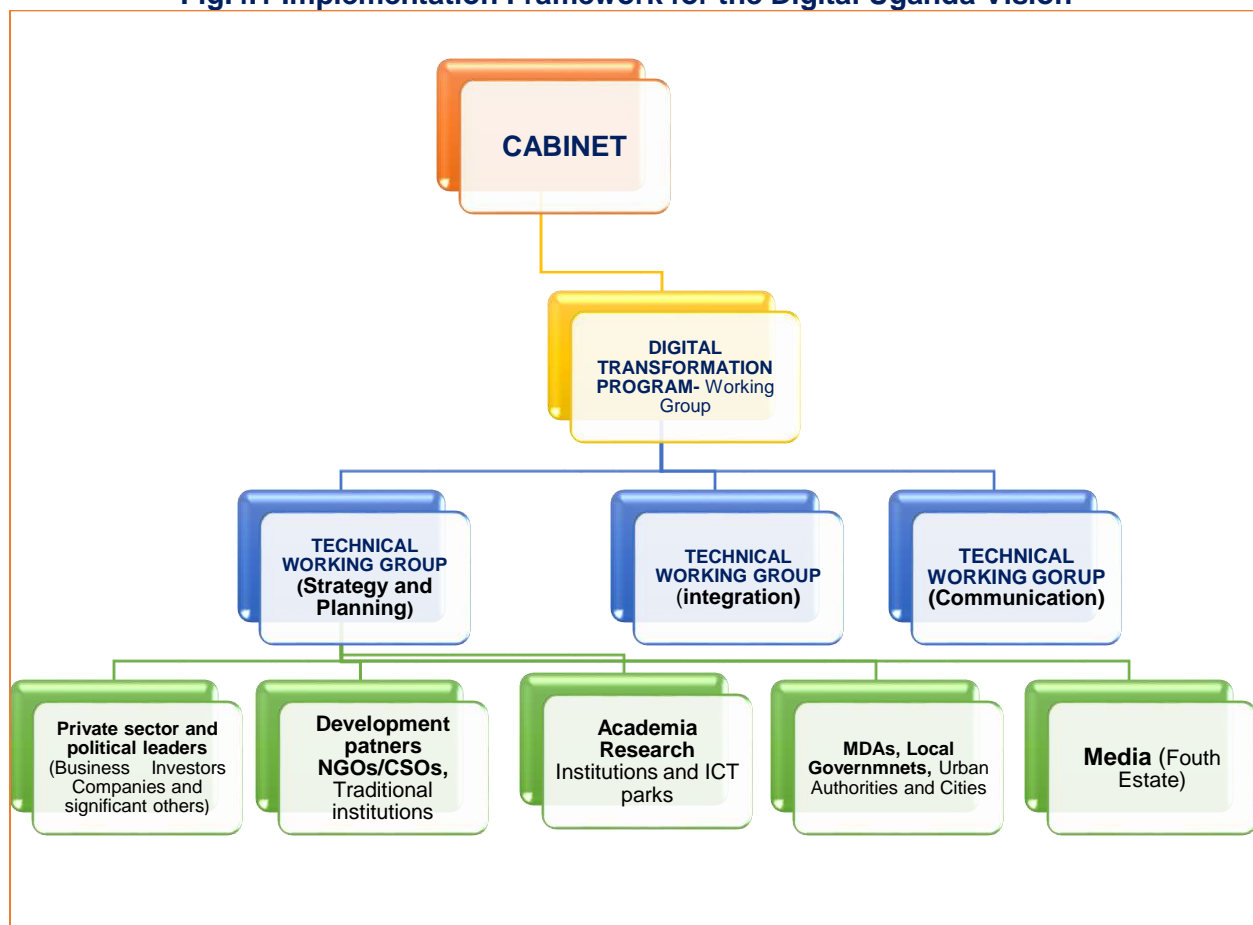 Implementation Framework for the Digital Uganda Vision
CABINET
DIGITAL
TRANSFORMATION
PROGRAM- Working
Group
TECHNICAL
WORKING GROUP
(Strategy and
Planning)
TECHNICAL
WORKING GROUP
(integration)
TECHNICAL
WORKING GORUP
(Communication)
Private sector and
political leaders
(Business Investors
Companies and
significant others)
Development
patners
NGOs/CSOs,
Traditional
institutions
Academia
Research
Institutions and ICT
parks
MDAs, Local
Governmnets, Urban
Authorities and Cities
Media (Fouth
Estate)